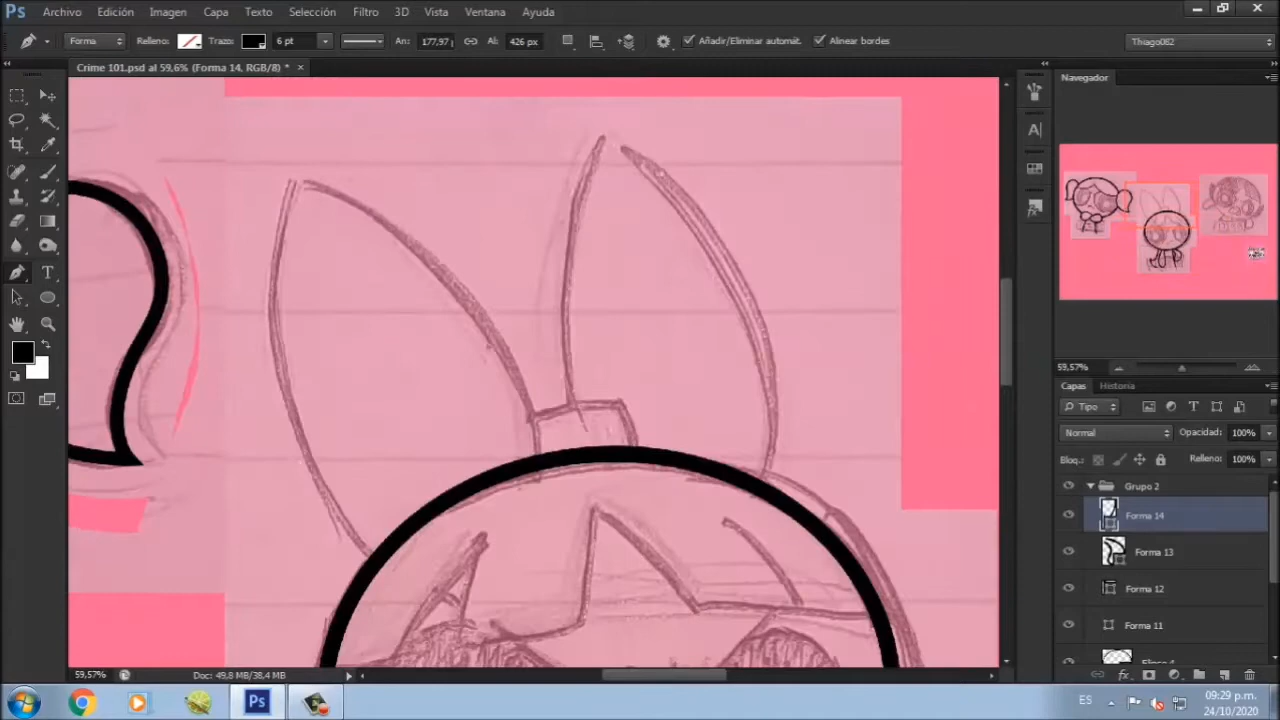 Ps Archivo Edición Imagen Capa Texto Selección Filtro 3D Vista Ventana Ayuda
Forma Relleno: Trazo: 6 pt An: 177,97 Al: 426 px Añadir/Eliminar automát. Alinear bordes Thiago082
Crime 101.psd al 59,6% (Forma 14, RGB/8) * ×
Navegador
59,57%
Capas Historia
Tipo
Normal Opacidad: 100%
Bloq.: Relleno: 100%
Grupo 2
Forma 14
Forma 13
Forma 12
Forma 11
Elipse 4
59,57% Doc: 49,8 MB/38,4 MB
Ps ES 09:29 p.m.
24/10/2020